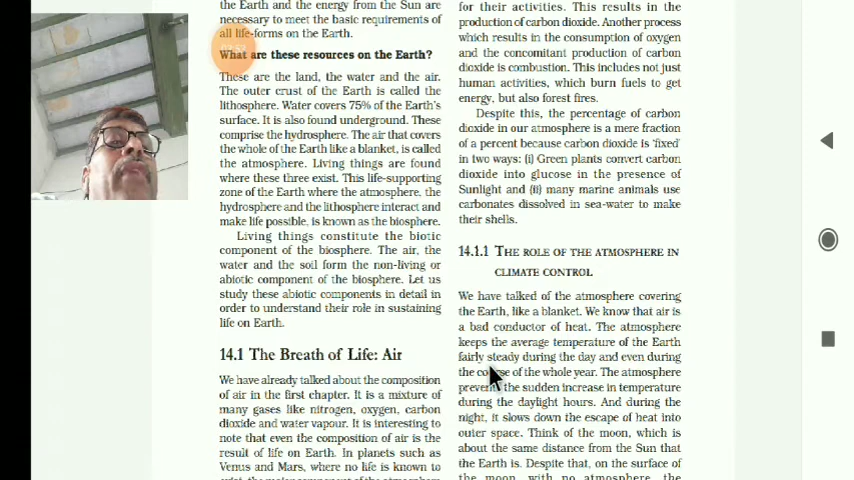 the Earth and the energy from the Sun are
necessary to meet the basic requirements of
all life-forms on the Earth.
What are these resources on the Earth?
These are the land, the water and the air.
The outer crust of the Earth is called the
lithosphere. Water covers 75% of the Earth's
surface. It is also found underground. These
comprise the hydrosphere. The air that covers
the whole of the Earth like a blanket, is called
the atmosphere. Living things are found
where these three exist. This life-supporting
zone of the Earth where the atmosphere, the
hydrosphere and the lithosphere interact and
make life possible, is known as the biosphere.
Living things constitute the biotic
component of the biosphere. The air, the
water and the soil form the non-living or
abiotic component of the biosphere. Let us
study these abiotic components in detail in
order to understand their role in sustaining
life on Earth.
14.1 The Breath of Life: Air
We have already talked about the composition
of air in the first chapter. It is a mixture of
many gases like nitrogen, oxygen, carbon
dioxide and water vapour. It is interesting to
note that even the composition of air is the
result of life on Earth. In planets such as
Venus and Mars, where no life is known to
exist, the major component of the atmosphere
for their activities. This results in the
production of carbon dioxide. Another process
which results in the consumption of oxygen
and the concomitant production of carbon
dioxide is combustion. This includes not just
human activities, which burn fuels to get
energy, but also forest fires.
Despite this, the percentage of carbon
dioxide in our atmosphere is a mere fraction
of a percent because carbon dioxide is 'fixed'
in two ways: (i) Green plants convert carbon
dioxide into glucose in the presence of
Sunlight and (ii) many marine animals use
carbonates dissolved in sea-water to make
their shells.
14.1.1 THE ROLE OF THE ATMOSPHERE IN
CLIMATE CONTROL
We have talked of the atmosphere covering
the Earth, like a blanket. We know that air is
a bad conductor of heat. The atmosphere
keeps the average temperature of the Earth
fairly steady during the day and even during
the course of the whole year. The atmosphere
prevents the sudden increase in temperature
during the daylight hours. And during the
night, it slows down the escape of heat into
outer space. Think of the moon, which is
about the same distance from the Sun that
the Earth is. Despite that, on the surface of
the moon, with no atmosphere, the